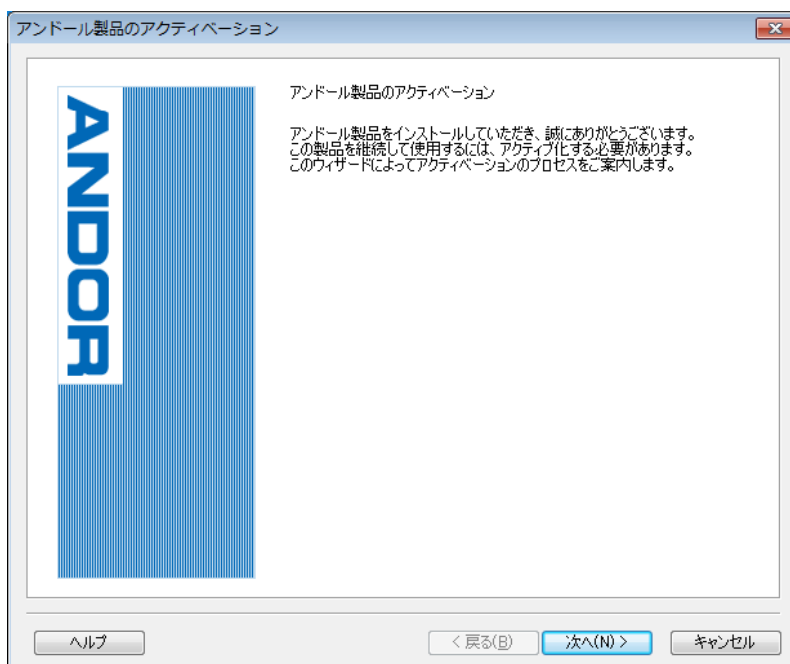 アンドール製品のアクティベーション
ANDOR
アンドール製品のアクティベーション
アンドール製品をインストールしていただき、誠にありがとうございます。
この製品を継続して使用するには、アクティブ化する必要があります。
このウィザードによってアクティベーションのプロセスをご案内します。
ヘルプ
< 戻る(B)
次へ(N) >
キャンセル